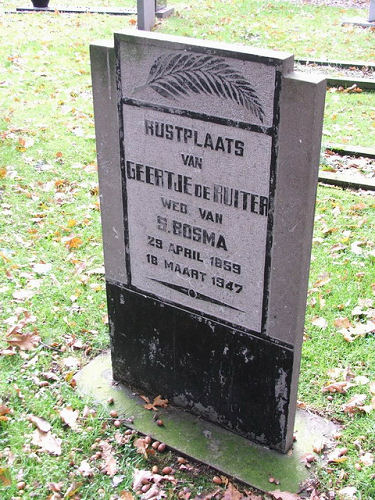 RUSTPLAATS
VAN
GEERTJE DE RUITER
WED VAN
S. BOSMA
29 APRIL 1859
18 MAART 1947